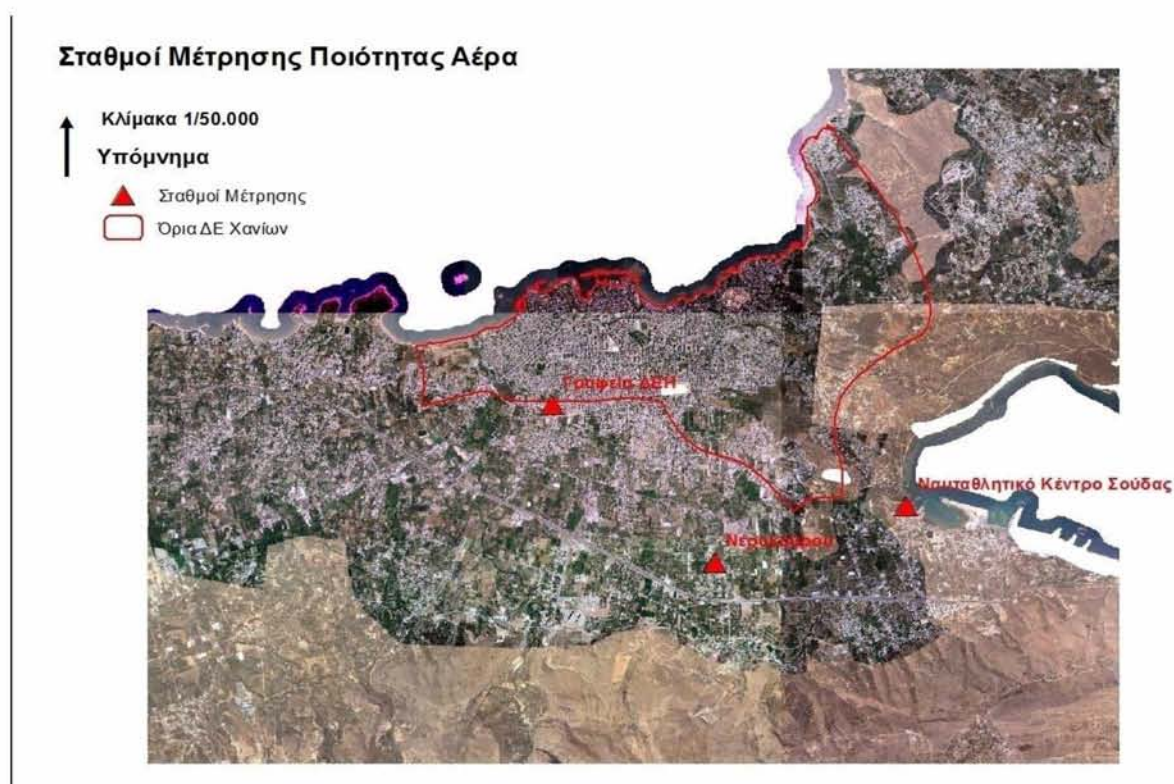 Σταθμοί Μέτρησης Ποιότητας Αέρα
Κλίμακα 1/50.000
Υπόμνημα
Σταθμοί Μέτρησης
Όρια ΔΕ Χανίων
Γραφεία ΔΕΗ
Ναυταθλητικό Κέντρο Σούδας
Νεροκούρου